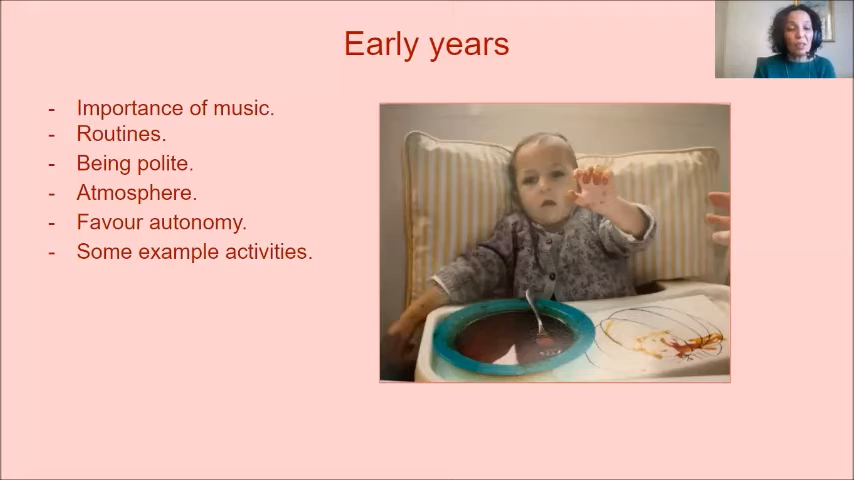 Early years
- Importance of music.
- Routines.
- Being polite.
- Atmosphere.
- Favour autonomy.
- Some example activities.